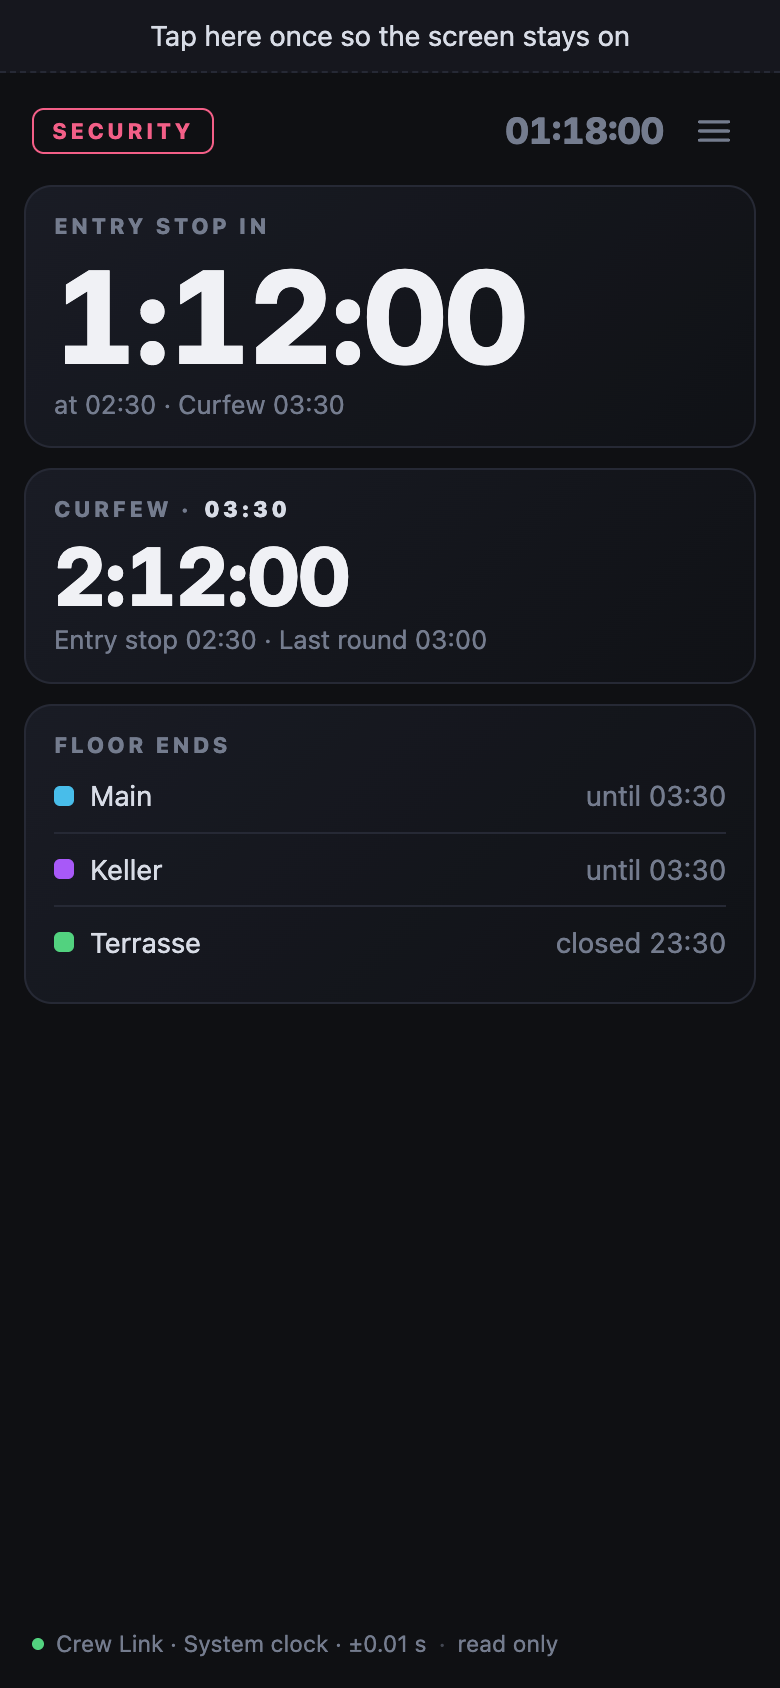 Tap here once so the screen stays on
SECURITY 01:18:00
ENTRY STOP IN
1:12:00
at 02:30 · Curfew 03:30
CURFEW · 03:30
2:12:00
Entry stop 02:30 · Last round 03:00
FLOOR ENDS
Main until 03:30
Keller until 03:30
Terrasse closed 23:30
Crew Link · System clock · ±0.01 s · read only